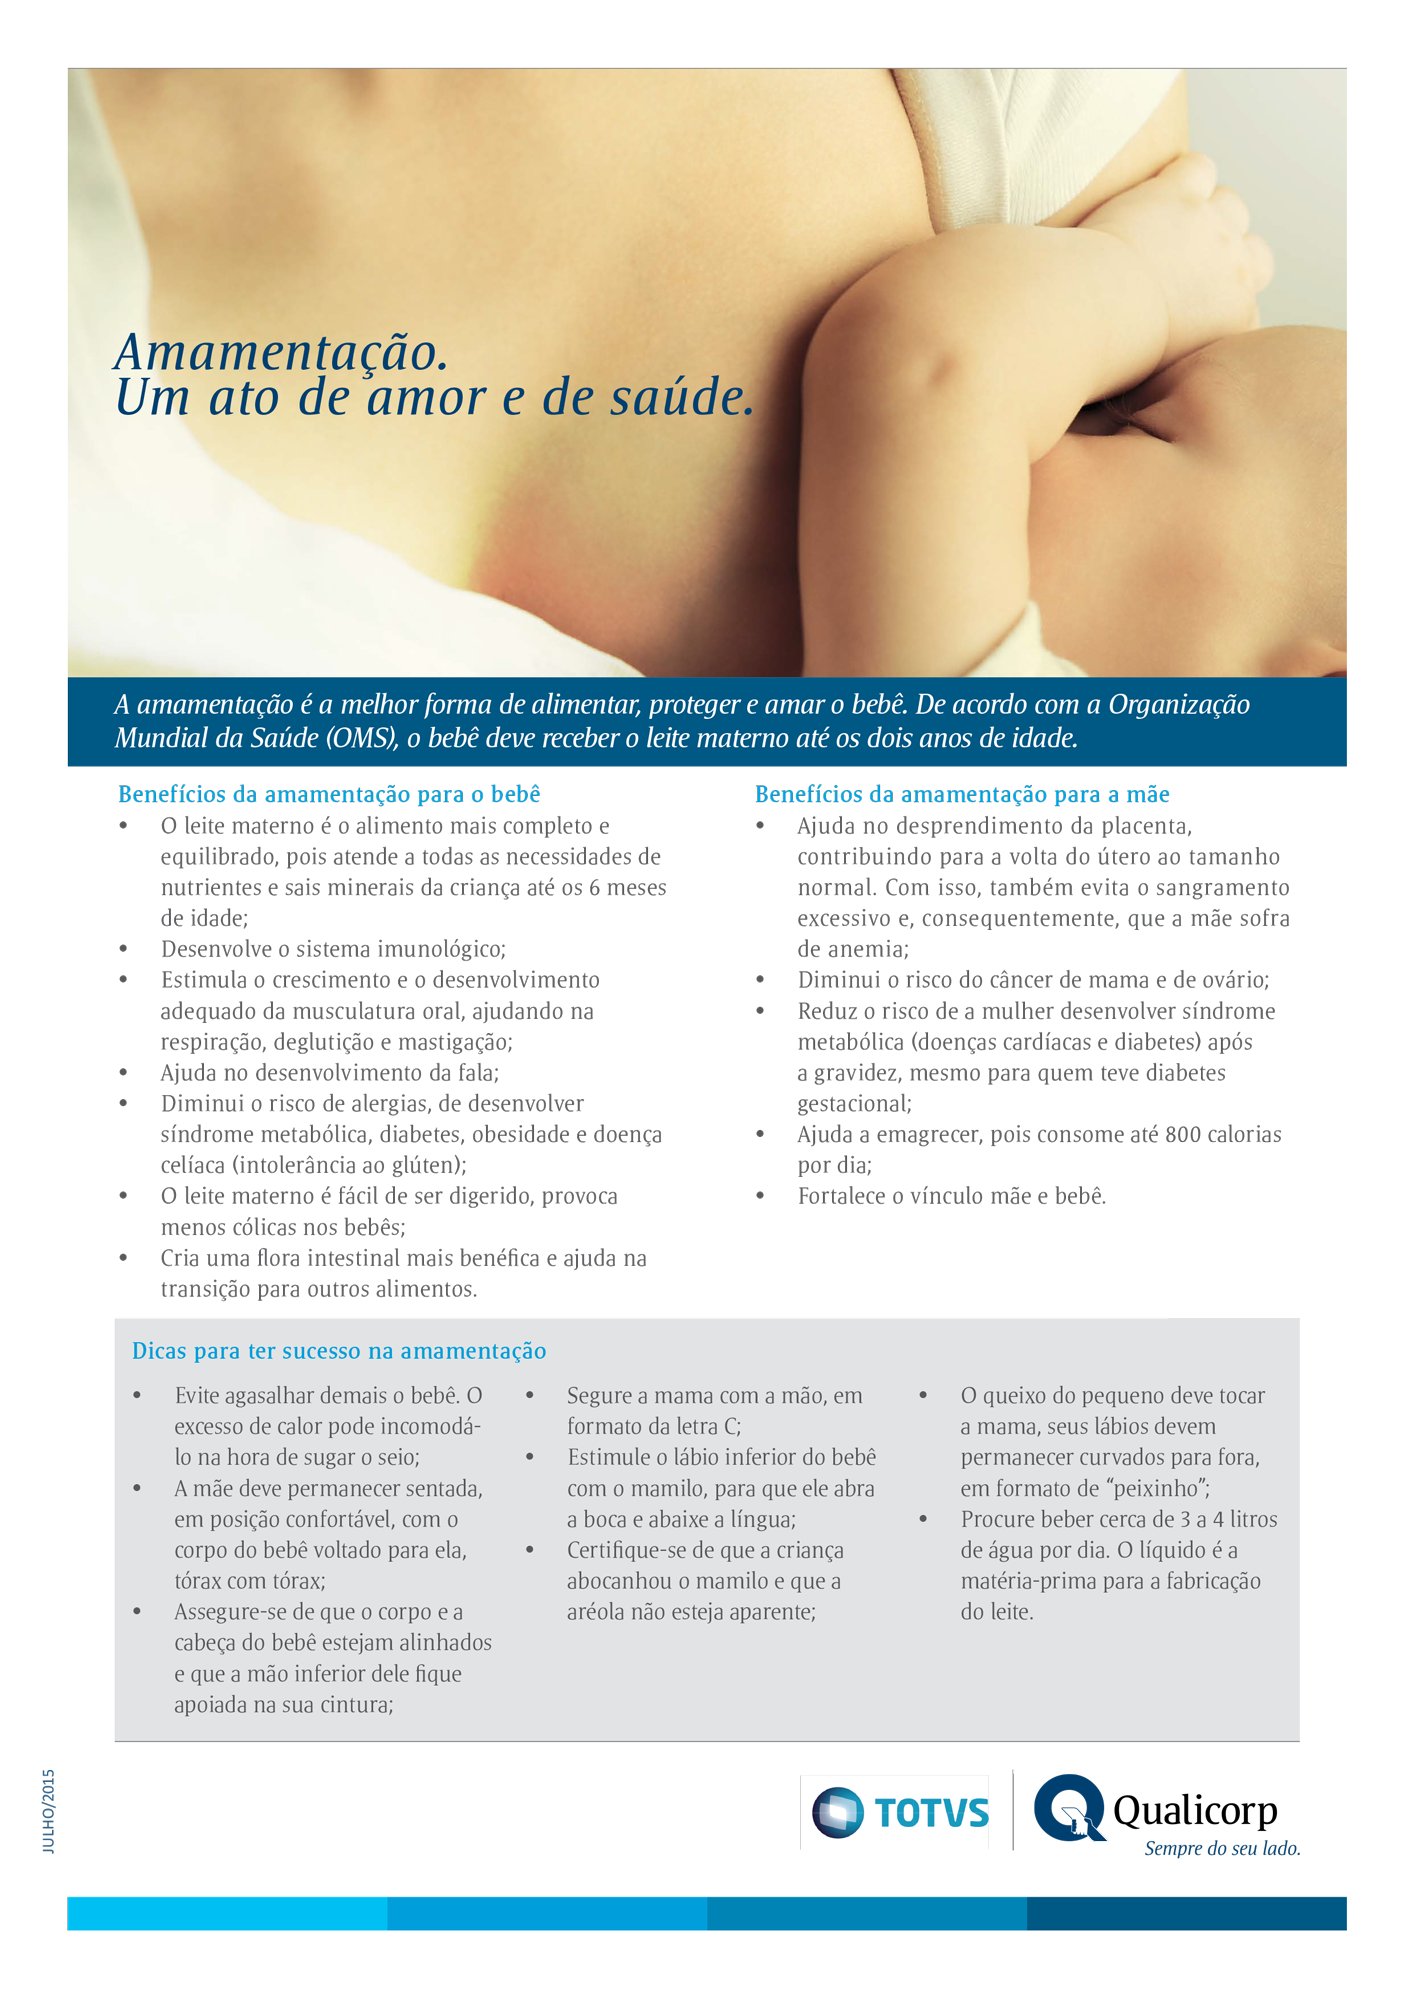 Amamentação.
Um ato de amor e de saúde.
A amamentação é a melhor forma de alimentar, proteger e amar o bebê. De acordo com a Organização
Mundial da Saúde (OMS), o bebê deve receber o leite materno até os dois anos de idade.
Benefícios da amamentação para o bebê
• O leite materno é o alimento mais completo e
equilibrado, pois atende a todas as necessidades de
nutrientes e sais minerais da criança até os 6 meses
de idade;
• Desenvolve o sistema imunológico;
• Estimula o crescimento e o desenvolvimento
adequado da musculatura oral, ajudando na
respiração, deglutição e mastigação;
• Ajuda no desenvolvimento da fala;
• Diminui o risco de alergias, de desenvolver
síndrome metabólica, diabetes, obesidade e doença
celíaca (intolerância ao glúten);
• O leite materno é fácil de ser digerido, provoca
menos cólicas nos bebês;
• Cria uma flora intestinal mais benéfica e ajuda na
transição para outros alimentos.
Benefícios da amamentação para a mãe
• Ajuda no desprendimento da placenta,
contribuindo para a volta do útero ao tamanho
normal. Com isso, também evita o sangramento
excessivo e, consequentemente, que a mãe sofra
de anemia;
• Diminui o risco do câncer de mama e de ovário;
• Reduz o risco de a mulher desenvolver síndrome
metabólica (doenças cardíacas e diabetes) após
a gravidez, mesmo para quem teve diabetes
gestacional;
• Ajuda a emagrecer, pois consome até 800 calorias
por dia;
• Fortalece o vínculo mãe e bebê.
Dicas para ter sucesso na amamentação
• Evite agasalhar demais o bebê. O
excesso de calor pode incomodá-
lo na hora de sugar o seio;
• A mãe deve permanecer sentada,
em posição confortável, com o
corpo do bebê voltado para ela,
tórax com tórax;
• Assegure-se de que o corpo e a
cabeça do bebê estejam alinhados
e que a mão inferior dele fique
apoiada na sua cintura;
• Segure a mama com a mão, em
formato da letra C;
• Estimule o lábio inferior do bebê
com o mamilo, para que ele abra
a boca e abaixe a língua;
• Certifique-se de que a criança
abocanhou o mamilo e que a
aréola não esteja aparente;
• O queixo do pequeno deve tocar
a mama, seus lábios devem
permanecer curvados para fora,
em formato de “peixinho”;
• Procure beber cerca de 3 a 4 litros
de água por dia. O líquido é a
matéria-prima para a fabricação
do leite.
JULHO/2015
TOTVS
Qualicorp
Sempre do seu lado.